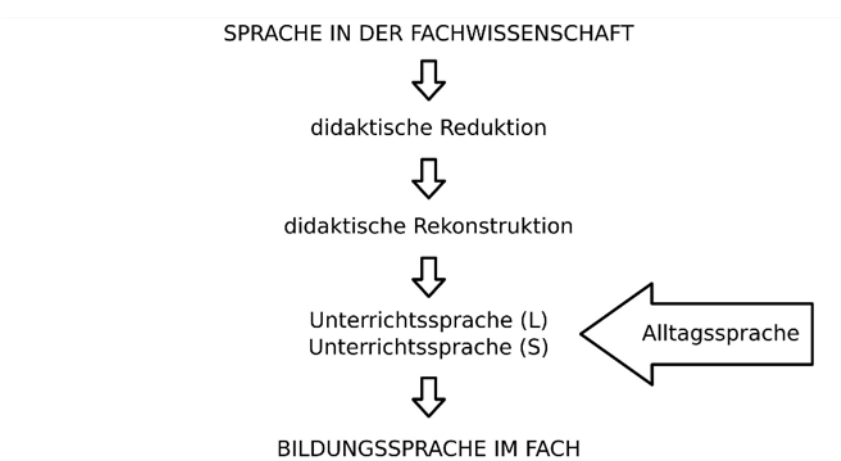 SPRACHE IN DER FACHWISSENSCHAFT
didaktische Reduktion
didaktische Rekonstruktion
Unterrichtssprache (L)
Unterrichtssprache (S)
Alltagssprache
BILDUNGSSPRACHE IM FACH